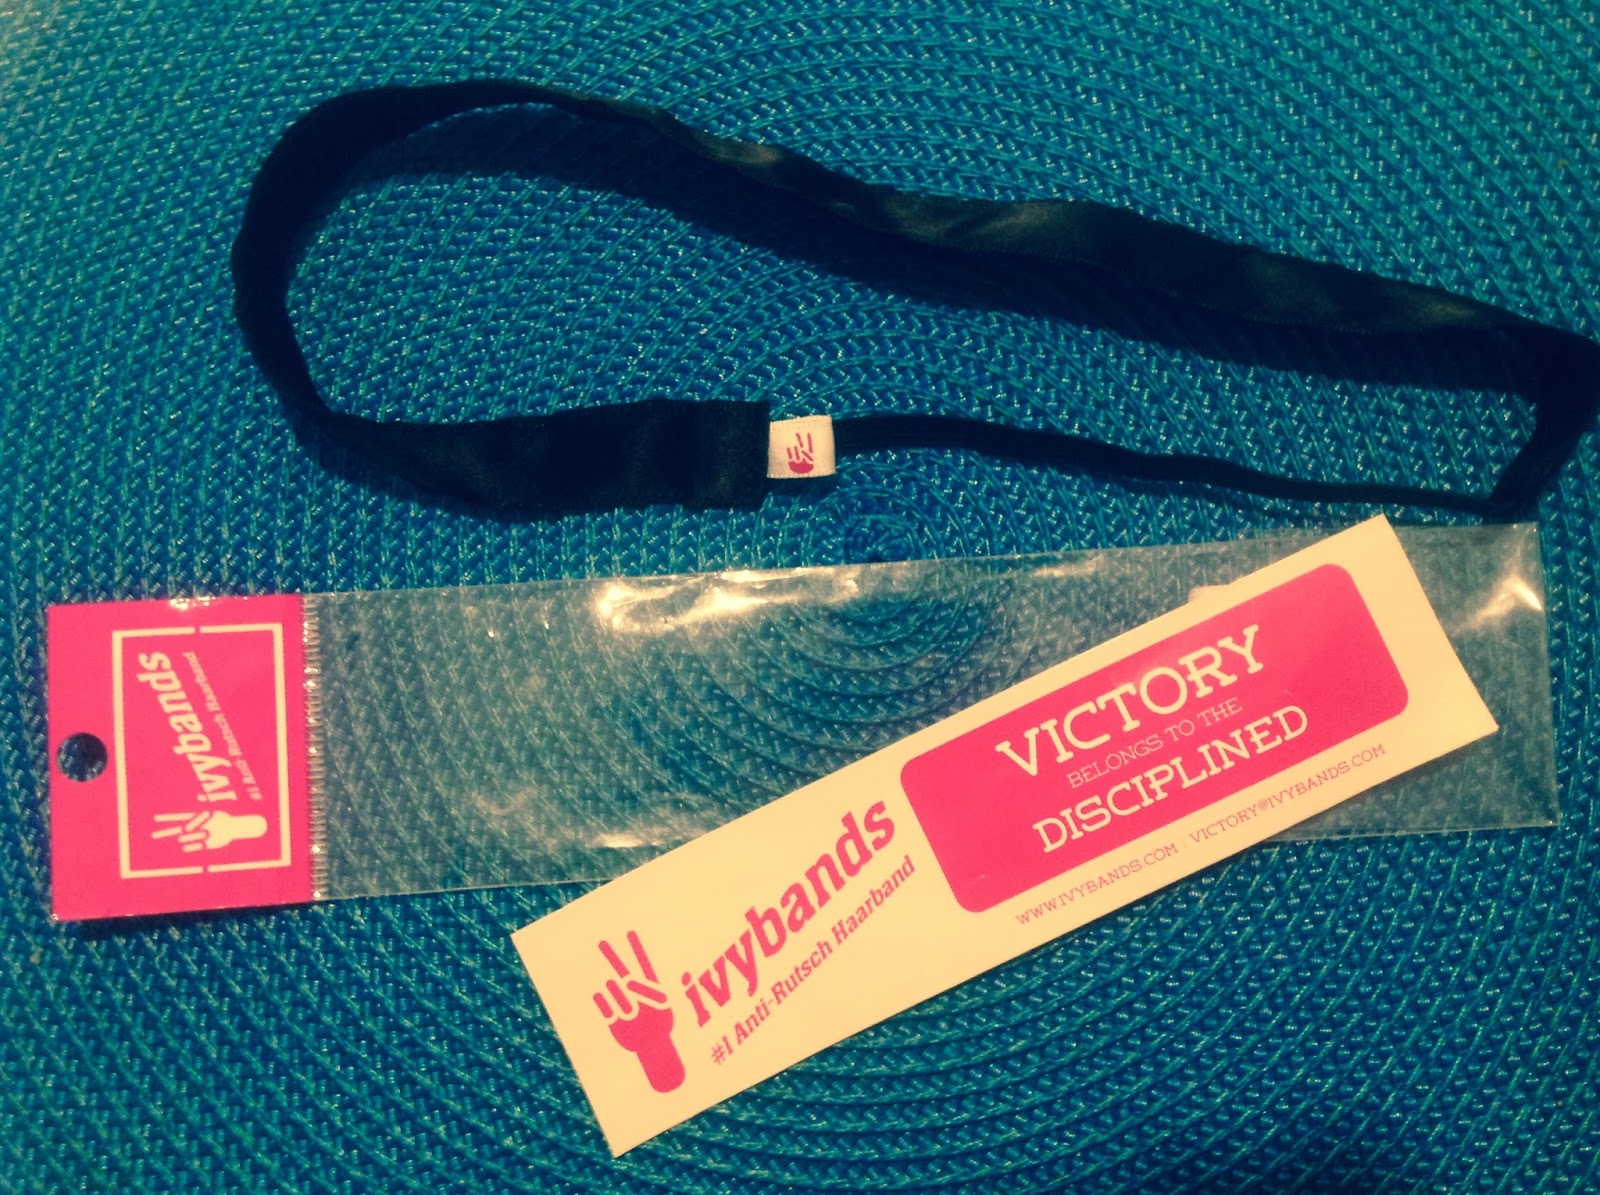 ivybands
#1 Anti-Rutsch Haarband
ivybands
#1 Anti-Rutsch Haarband
VICTORY
BELONGS TO THE
DISCIPLINED
WWW.IVYBANDS.COM | VICTORY@IVYBANDS.COM